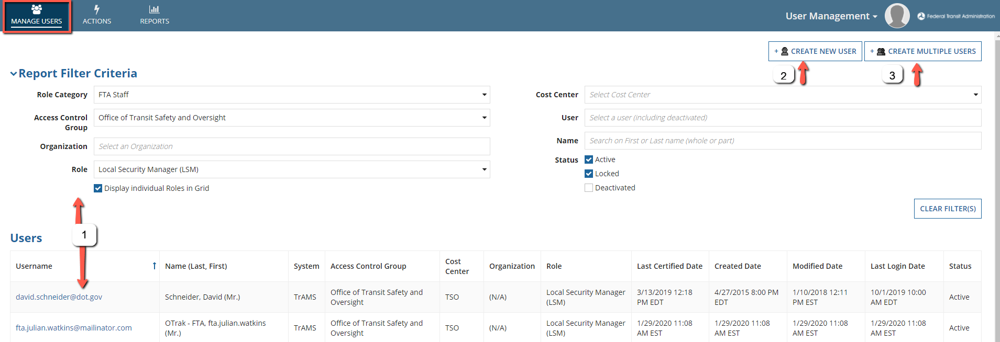 MANAGE USERS
ACTIONS
REPORTS
User Management
Federal Transit Administration
+ CREATE NEW USER
+ CREATE MULTIPLE USERS
2
3
Report Filter Criteria
Role Category
FTA Staff
Cost Center
Select Cost Center
Access Control
Group
Office of Transit Safety and Oversight
User
Select a user (including deactivated)
Organization
Select an Organization
Name
Search on First or Last name (whole or part)
Role
Local Security Manager (LSM)
Status
Active
Locked
Deactivated
Display individual Roles in Grid
CLEAR FILTER(S)
1
Users
Username
Name (Last, First)
System
Access Control Group
Cost
Center
Organization
Role
Last Certified Date
Created Date
Modified Date
Last Login Date
Status
david.schneider@dot.gov
Schneider, David (Mr.)
TrAMS
Office of Transit Safety and
Oversight
TSO
(N/A)
Local Security Manager
(LSM)
3/13/2019 12:18
PM EDT
4/27/2015 8:00 PM
EDT
1/10/2018 12:11
PM EST
10/1/2019 10:00
AM EDT
Active
fta.julian.watkins@mailinator.com
OTrak - FTA, fta.julian.watkins
(Mr.)
TrAMS
Office of Transit Safety and
Oversight
TSO
(N/A)
Local Security Manager
(LSM)
1/29/2020 11:08
AM EST
1/29/2020 11:08
AM EST
1/29/2020 11:08
AM EST
1/29/2020 11:08
AM EST
Active